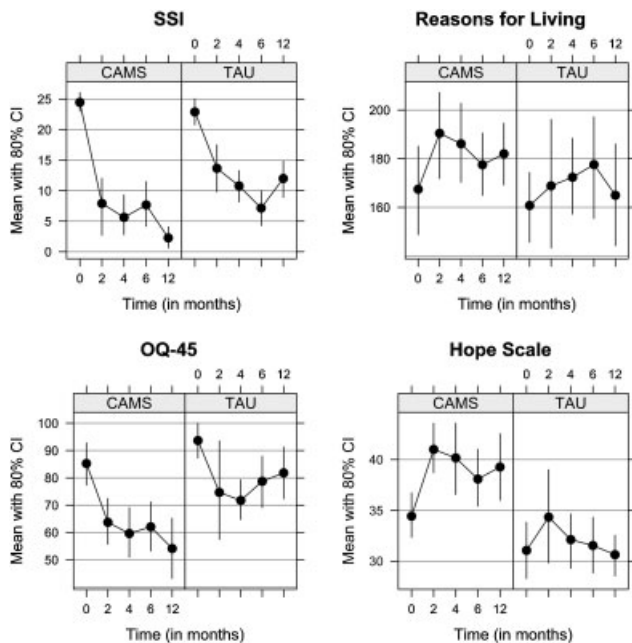 SSI
0 4 12
2 6
CAMS TAU
Mean with 80% CI
25
20
15
10
5
0
0 2 4 6 12
Time (in months)
Reasons for Living
0 4 12
2 6
CAMS TAU
Mean with 80% CI
200
180
160
0 2 4 6 12
Time (in months)
OQ-45
0 4 12
2 6
CAMS TAU
Mean with 80% CI
100
90
80
70
60
50
0 2 4 6 12
Time (in months)
Hope Scale
0 4 12
2 6
CAMS TAU
Mean with 80% CI
40
35
30
0 2 4 6 12
Time (in months)